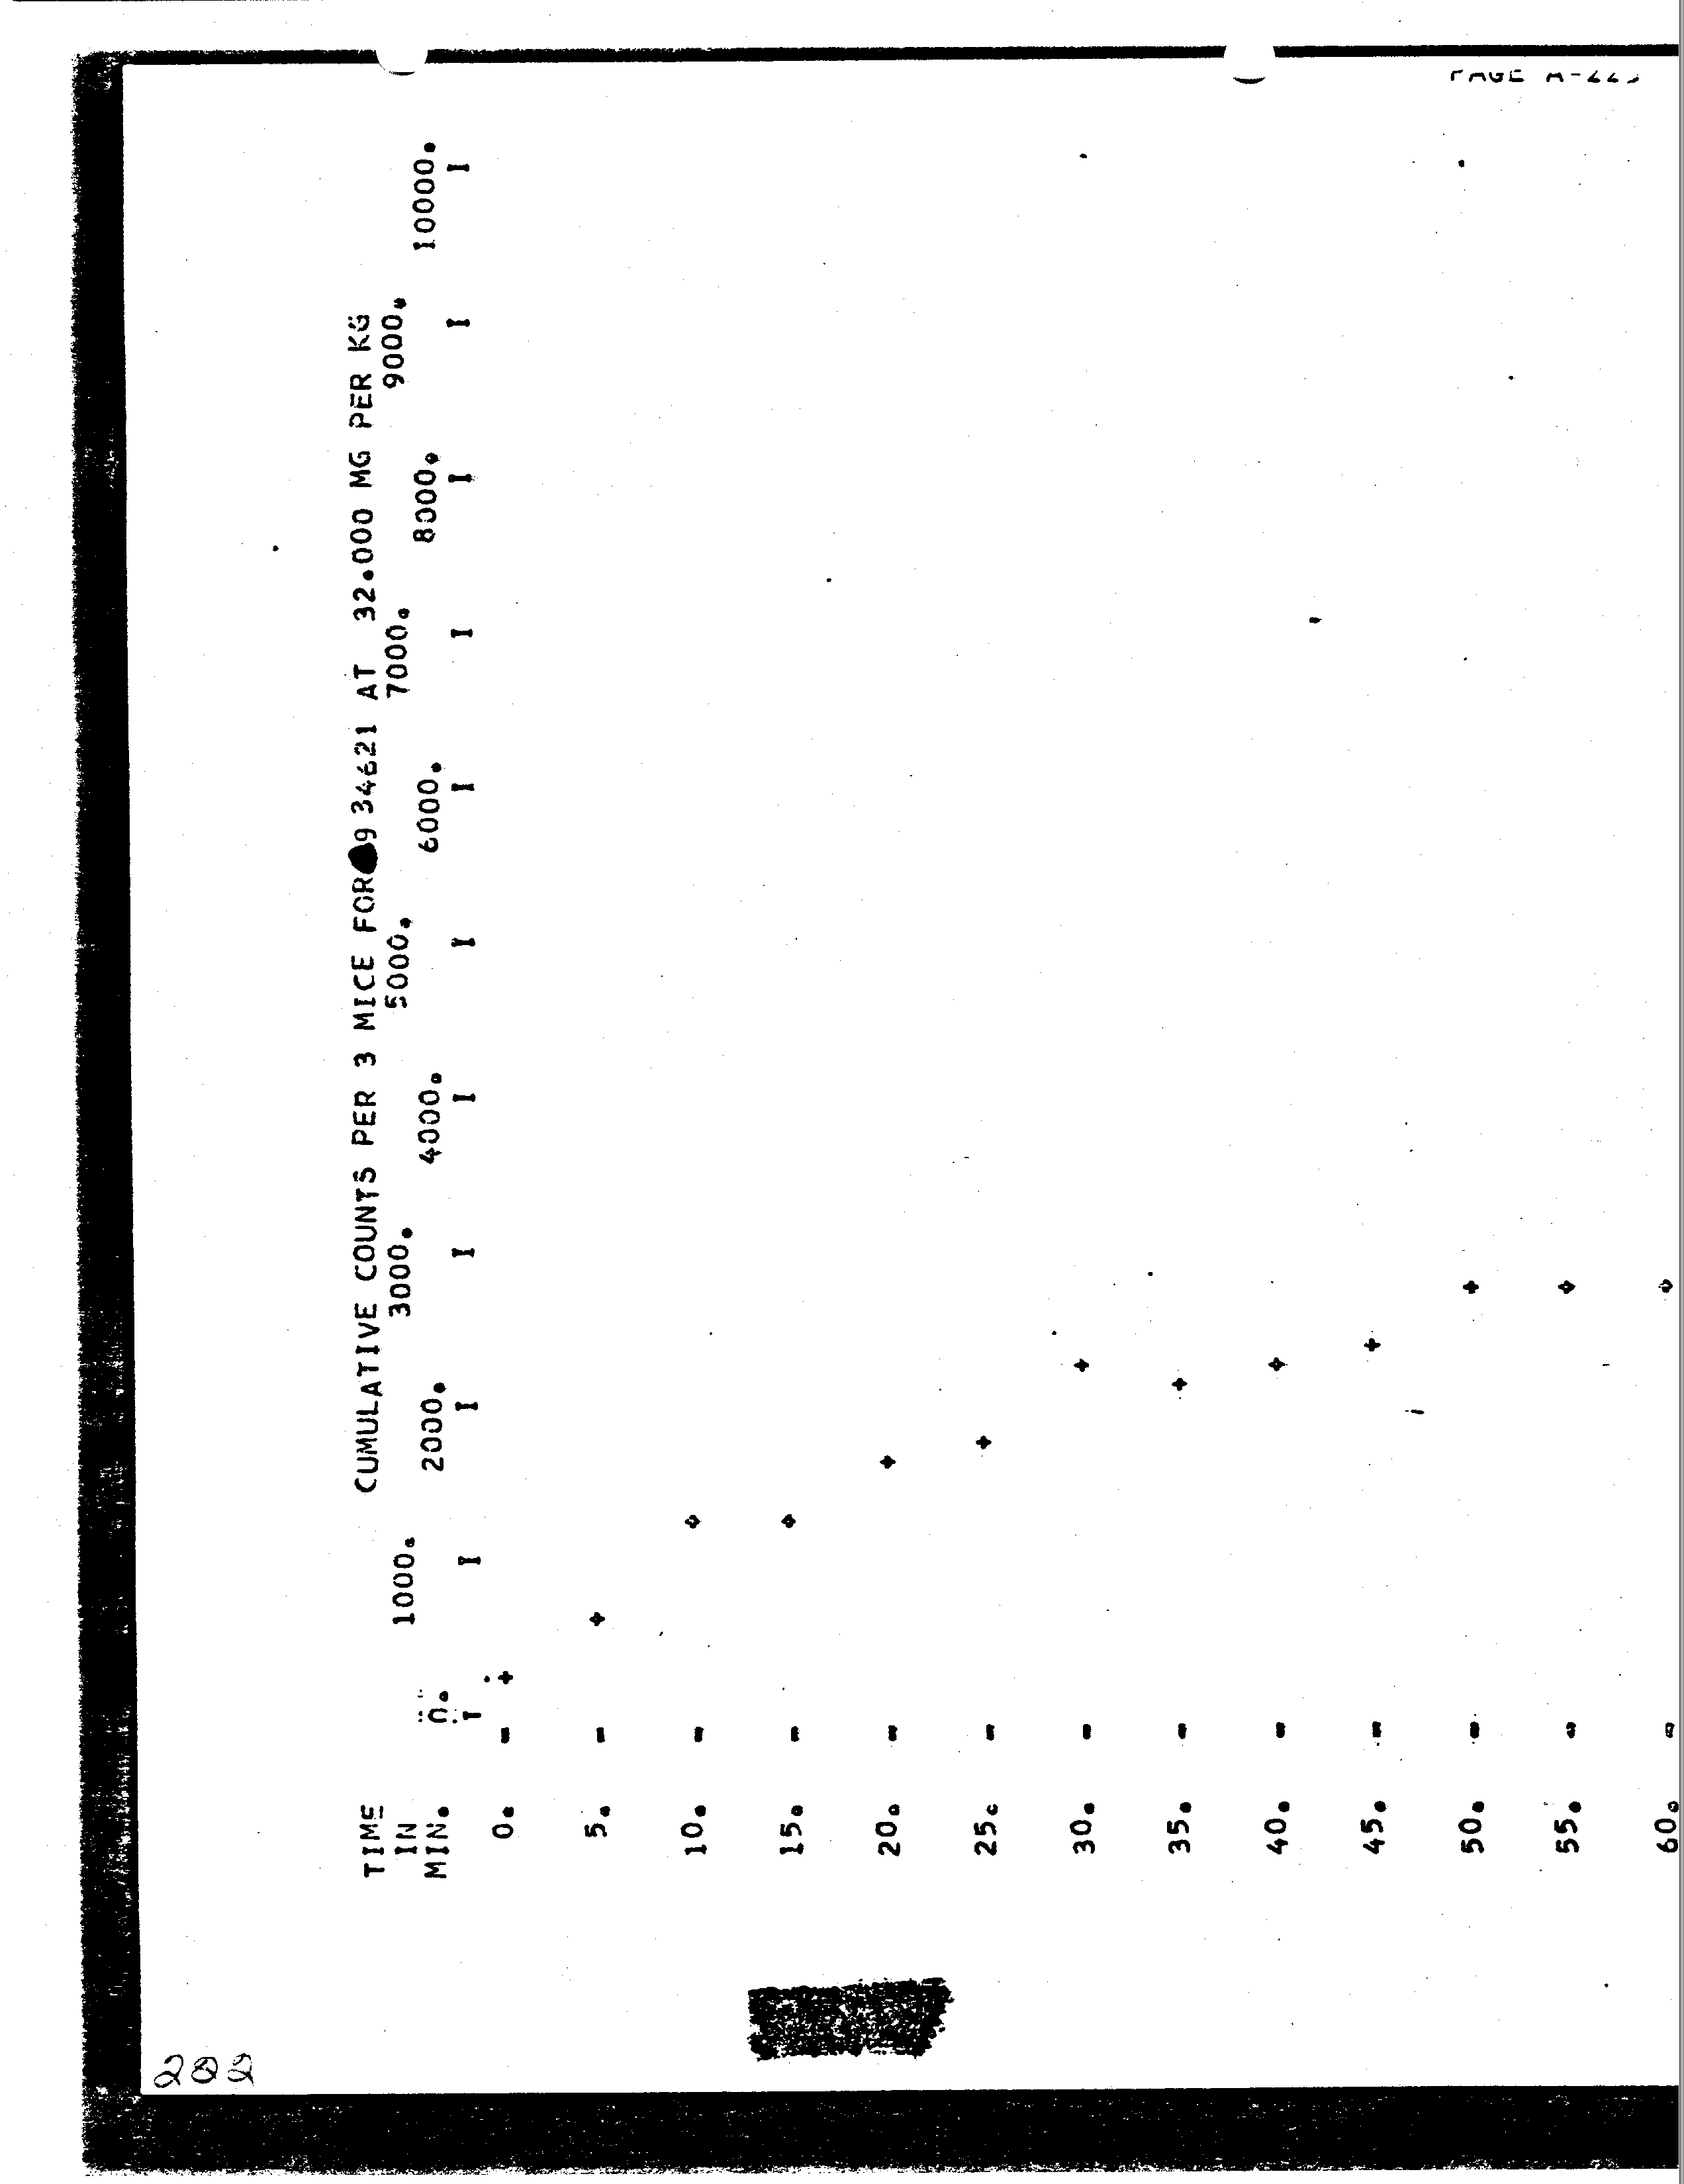 PAGE A-22
CUMULATIVE COUNTS PER 3 MICE FOR 9 34621 AT 32.000 MG PER KG
TIME
IN
MIN.
1000. 3000. 5000. 7000. 9000.
0. 2000. 4000. 6000. 8000. 10000.
I I I I I I I I I I I
0. - +
5. - +
10. - +
15. - +
20. - +
25. - +
30. - +
35. - +
40. - +
45. - +
50. - +
55. - +
60. - +
202